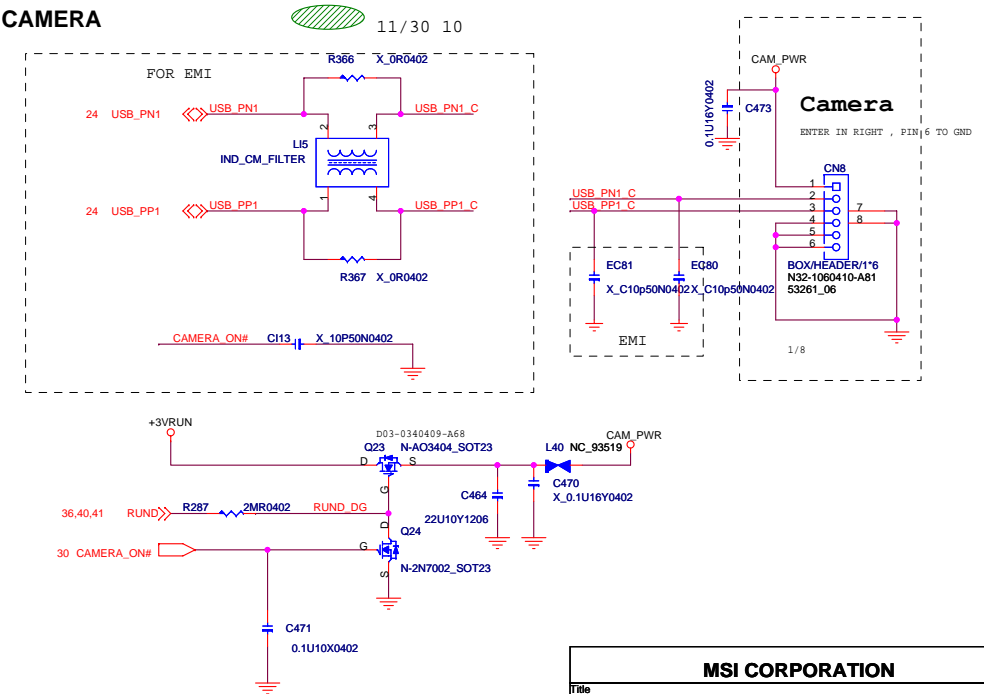 CAMERA
11/30 10
FOR EMI
R366 X_0R0402
24 USB_PN1 USB_PN1 USB_PN1_C
2 3
LI5
IND_CM_FILTER
1 4
24 USB_PP1 USB_PP1 USB_PP1_C
R367 X_0R0402
CAMERA_ON# CI13 X_10P50N0402
CAM_PWR
0.1U16Y0402
C473
Camera
ENTER IN RIGHT , PIN 6 TO GND
CN8
USB_PN1_C
USB_PP1_C
1
2
3
4
5
6
7
8
BOX/HEADER/1*6
N32-1060410-A81
53261_06
EC81 EC80
X_C10p50N0402 X_C10p50N0402
EMI
1/8
+3VRUN
D03-0340409-A68
Q23 N-AO3404_SOT23
D S
G
L40 NC_93519
CAM_PWR
C464
22U10Y1206
C470
X_0.1U16Y0402
36,40,41 RUND R287 2MR0402 RUND_DG
D
Q24
G
30 CAMERA_ON#
S
N-2N7002_SOT23
C471
0.1U10X0402
MSI CORPORATION
Title